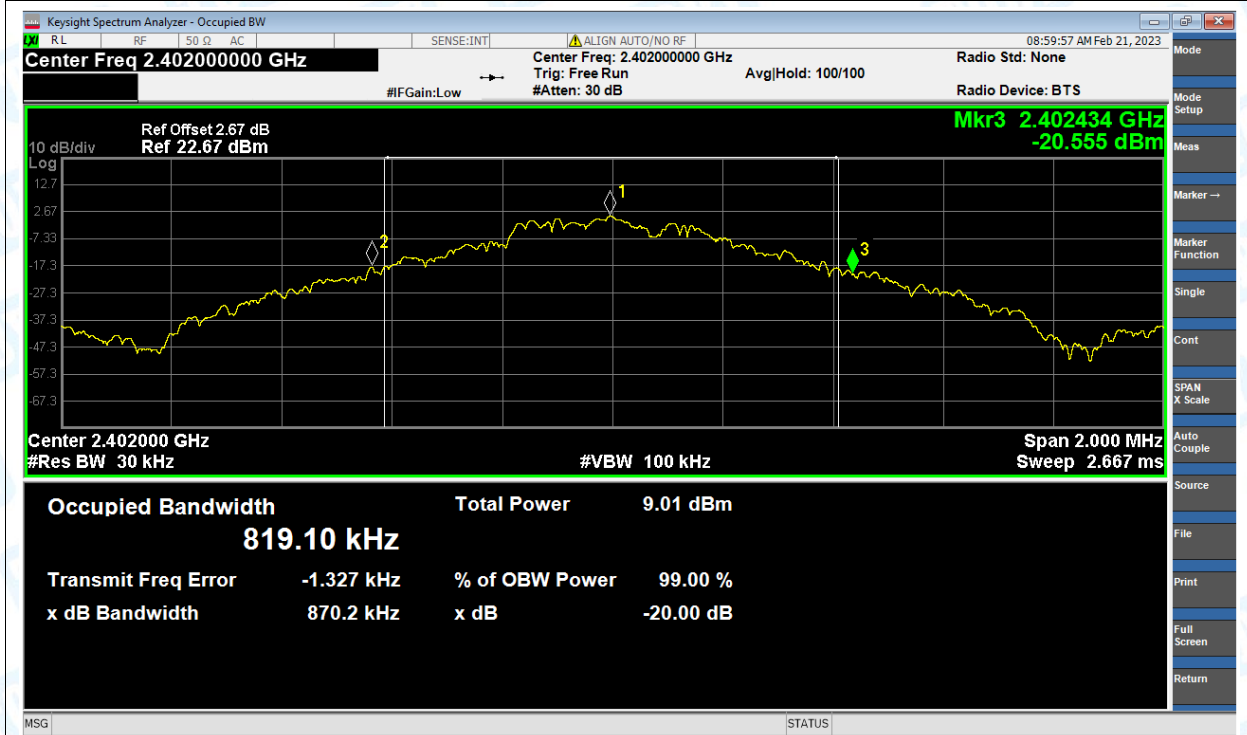 Keysight Spectrum Analyzer - Occupied BW
LXI RL RF 50 Ω AC SENSE:INT ALIGN AUTO/NO RF 08:59:57 AM Feb 21, 2023
Center Freq 2.402000000 GHz
Center Freq: 2.402000000 GHz
Radio Std: None
Trig: Free Run
Avg|Hold: 100/100
#IFGain:Low
#Atten: 30 dB
Radio Device: BTS
Mkr3 2.402434 GHz
-20.555 dBm
Ref Offset 2.67 dB
10 dB/div Ref 22.67 dBm
Log
12.7
2.67
-7.33
-17.3
-27.3
-37.3
-47.3
-57.3
-67.3
1
2
3
Center 2.402000 GHz
Span 2.000 MHz
#Res BW 30 kHz
#VBW 100 kHz
Sweep 2.667 ms
Occupied Bandwidth
819.10 kHz
Total Power 9.01 dBm
Transmit Freq Error -1.327 kHz
% of OBW Power 99.00 %
x dB Bandwidth 870.2 kHz
x dB -20.00 dB
Mode
Mode
Setup
Meas
Marker →
Marker
Function
Single
Cont
SPAN
X Scale
Auto
Couple
Source
File
Print
Full
Screen
Return
MSG
STATUS